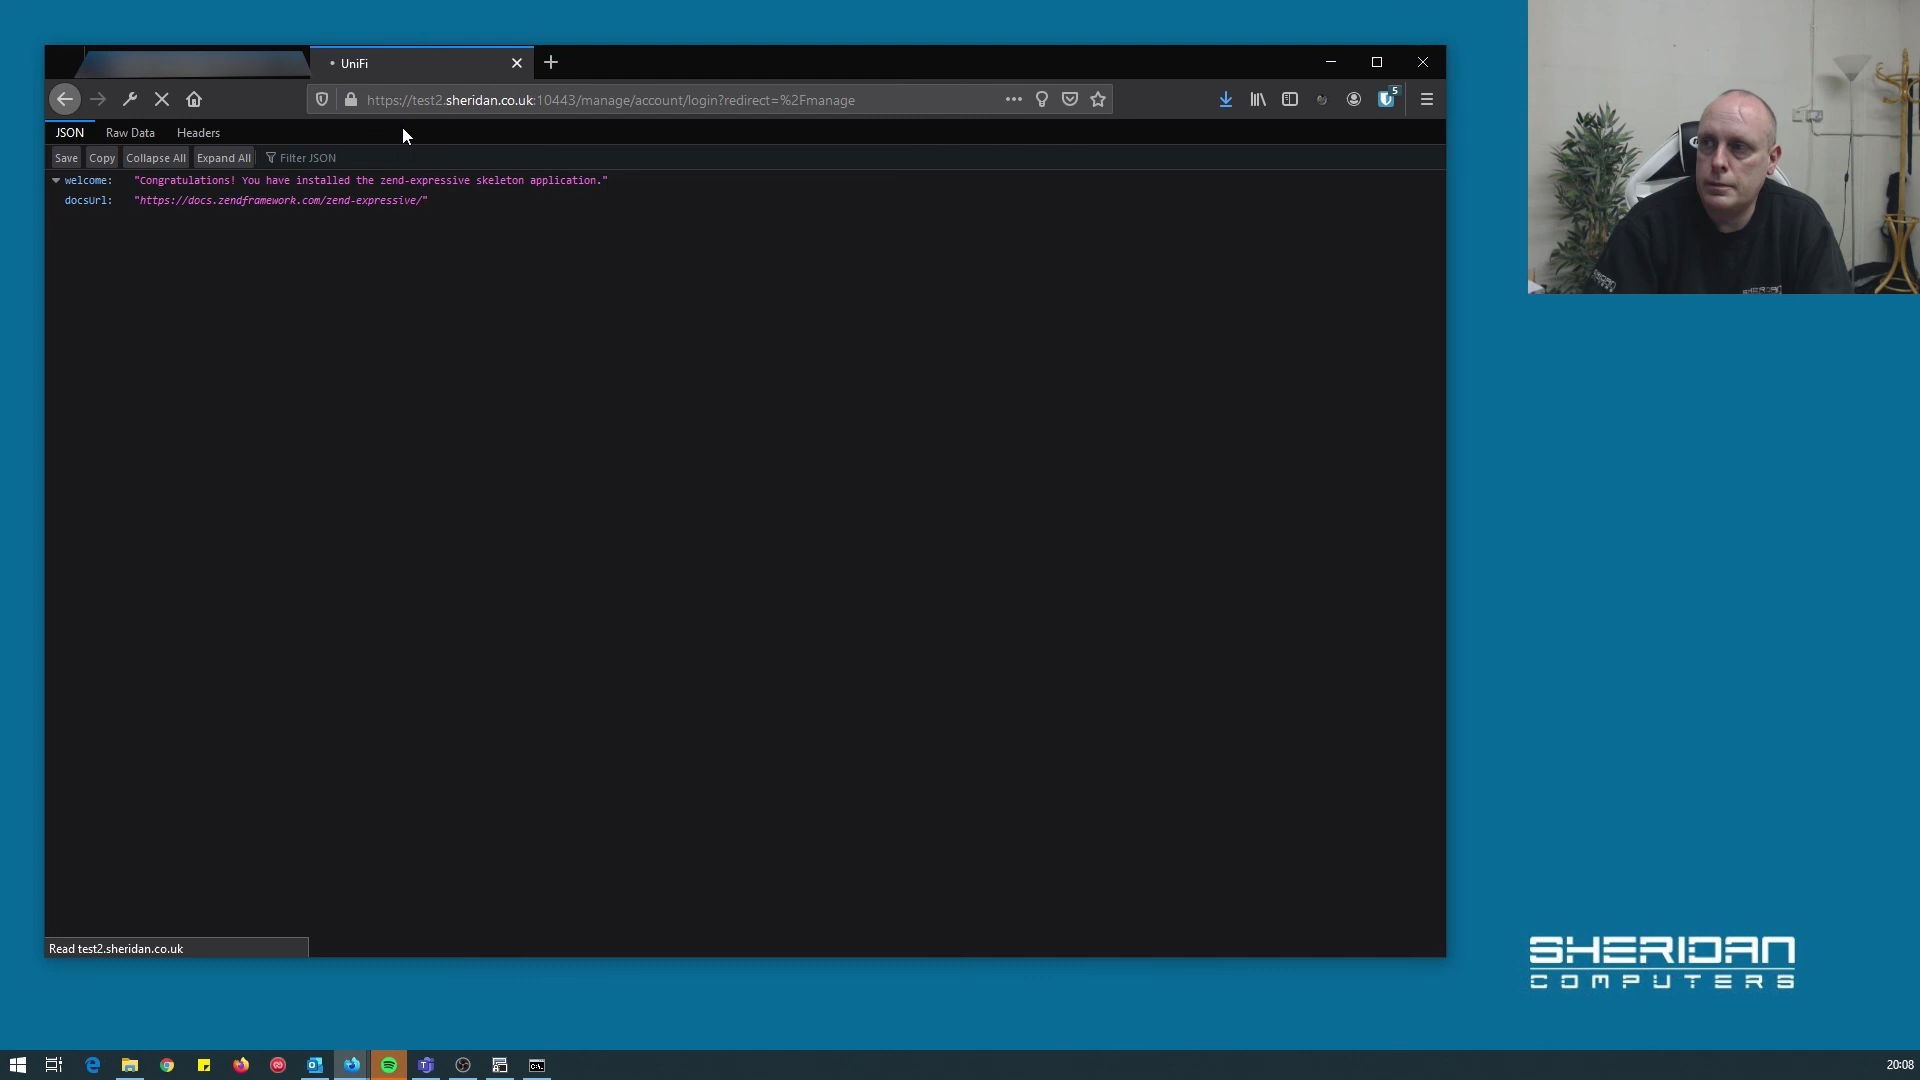 UniFi
https://test2.sheridan.co.uk:10443/manage/account/login?redirect=%2Fmanage
5
JSON
Raw Data
Headers
Save
Copy
Collapse All
Expand All
Filter JSON
welcome: "Congratulations! You have installed the zend-expressive skeleton application."
docsUrl: "https://docs.zendframework.com/zend-expressive/"
Read test2.sheridan.co.uk
SHERIDAN
COMPUTERS
20:08